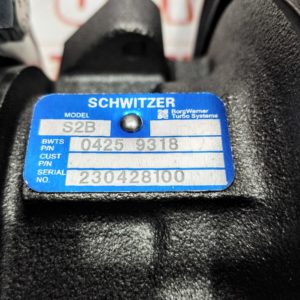 SCHWITZER
BorgWarner
Turbo Systems
MODEL S2B
BWTS P/N 0425 9318
CUST P/N
SERIAL NO. 230428100